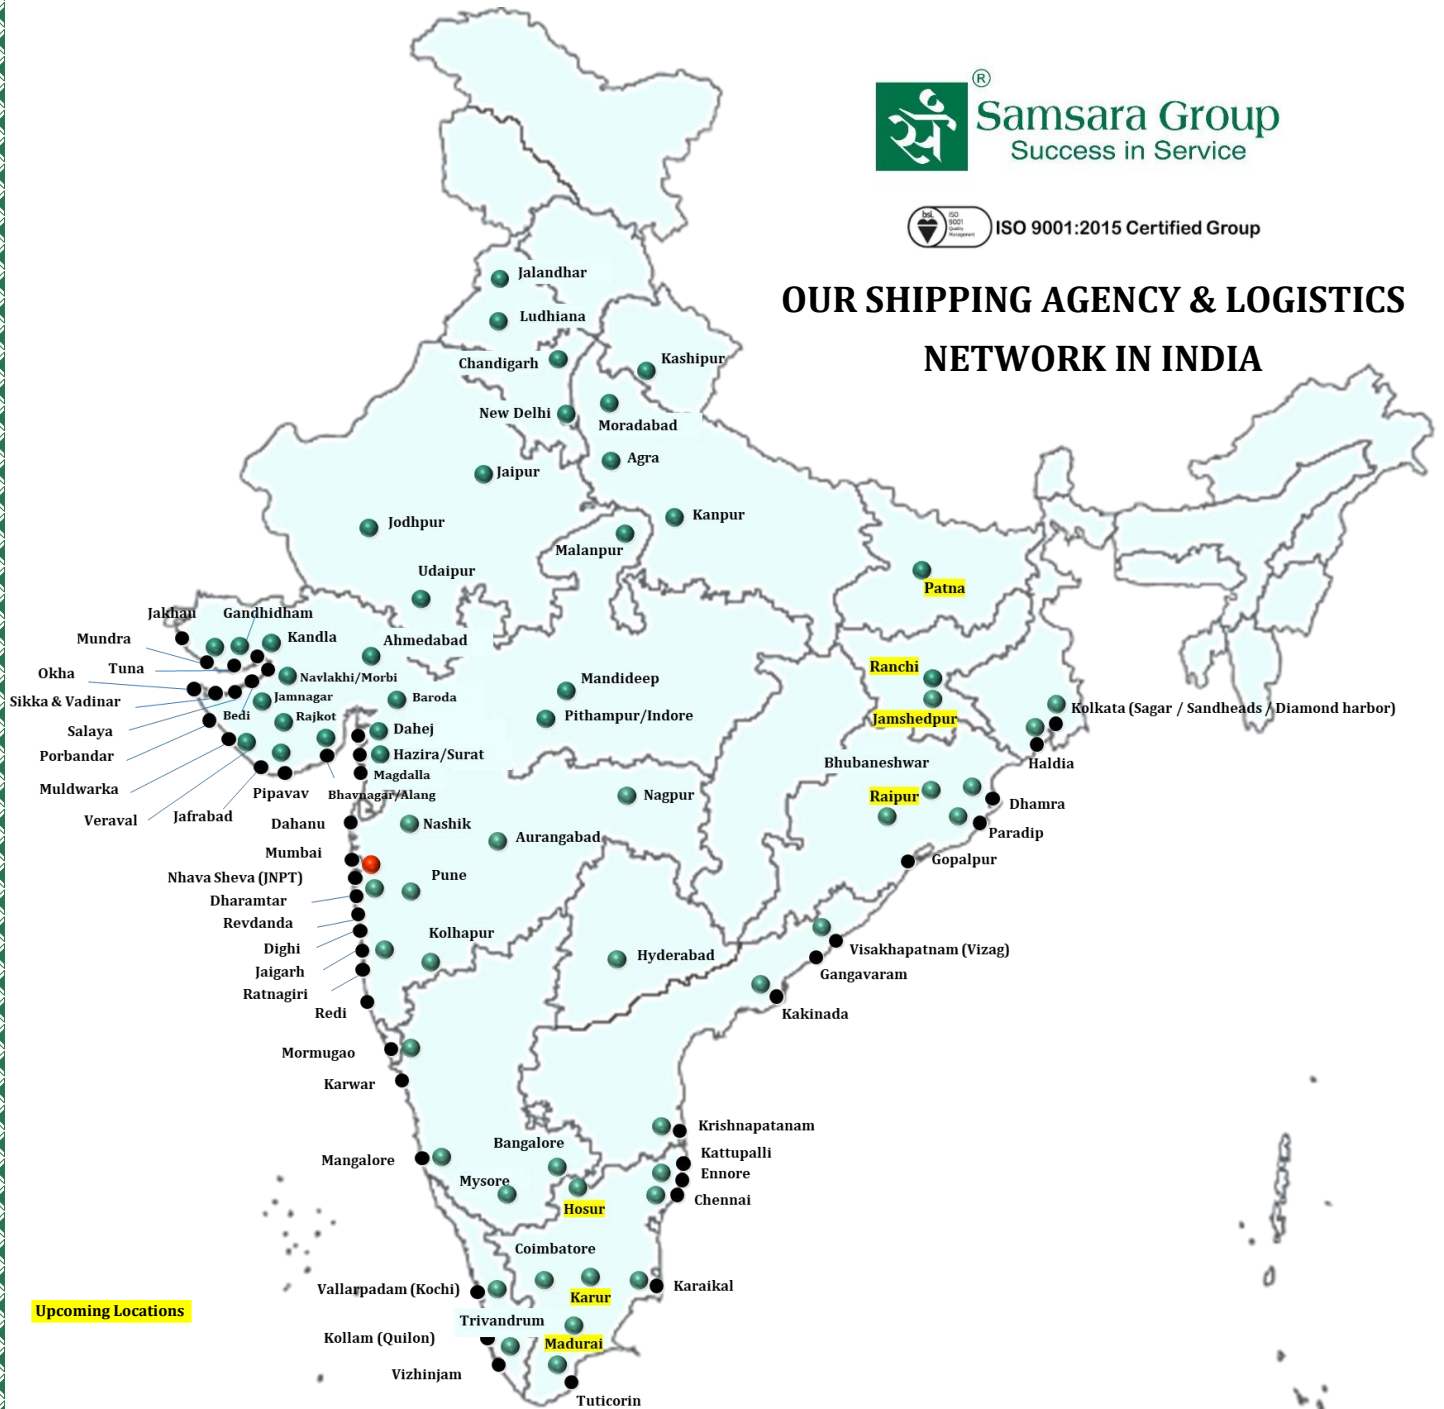 ®
सं
Samsara Group
Success in Service
bsi.
ISO
9001
Quality
Management
ISO 9001:2015 Certified Group
OUR SHIPPING AGENCY & LOGISTICS
NETWORK IN INDIA
Jalandhar
Ludhiana
Chandigarh
Kashipur
New Delhi
Moradabad
Agra
Jaipur
Kanpur
Jodhpur
Malanpur
Udaipur
Patna
Jakhau
Gandhidham
Kandla
Ahmedabad
Mundra
Tuna
Okha
Navlakhi/Morbi
Ranchi
Mandideep
Sikka & Vadinar
Jamnagar
Baroda
Bedi
Rajkot
Pithampur/Indore
Jamshedpur
Kolkata (Sagar / Sandheads / Diamond harbor)
Salaya
Dahej
Porbandar
Hazira/Surat
Bhubaneshwar
Haldia
Magdalla
Muldwarka
Pipavav
Bhavnagar/Alang
Nagpur
Raipur
Dhamra
Veraval
Jafrabad
Dahanu
Nashik
Aurangabad
Paradip
Mumbai
Gopalpur
Nhava Sheva (JNPT)
Pune
Dharamtar
Revdanda
Kolhapur
Dighi
Hyderabad
Visakhapatnam (Vizag)
Jaigarh
Gangavaram
Ratnagiri
Redi
Kakinada
Mormugao
Karwar
Krishnapatanam
Bangalore
Kattupalli
Mangalore
Ennore
Mysore
Chennai
Hosur
Coimbatore
Vallarpadam (Kochi)
Karur
Karaikal
Upcoming Locations
Trivandrum
Kollam (Quilon)
Madurai
Vizhinjam
Tuticorin